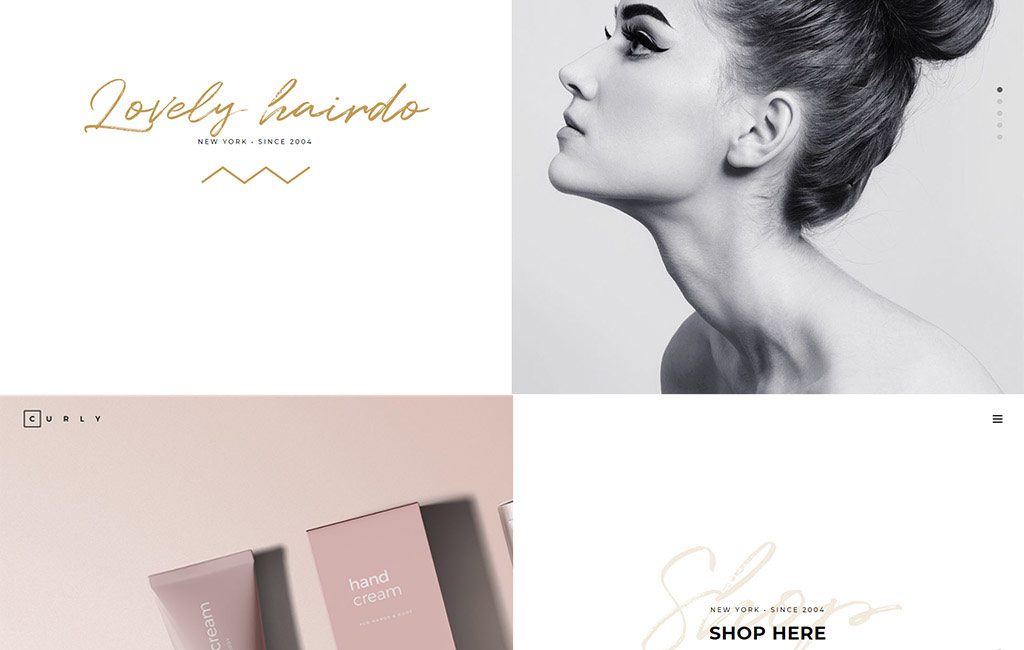 Lovely hairdo
NEW YORK • SINCE 2004
CURLY
hand
cream
cream
Shop
NEW YORK • SINCE 2004
SHOP HERE